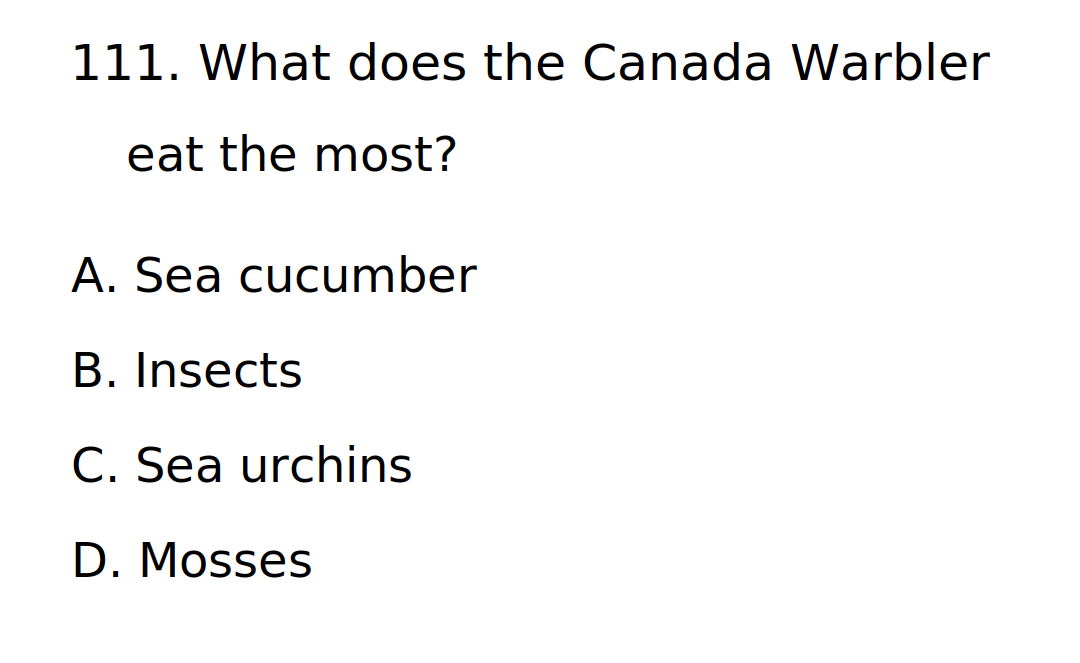 111. What does the Canada Warbler
eat the most?
A. Sea cucumber
B. Insects
C. Sea urchins
D. Mosses